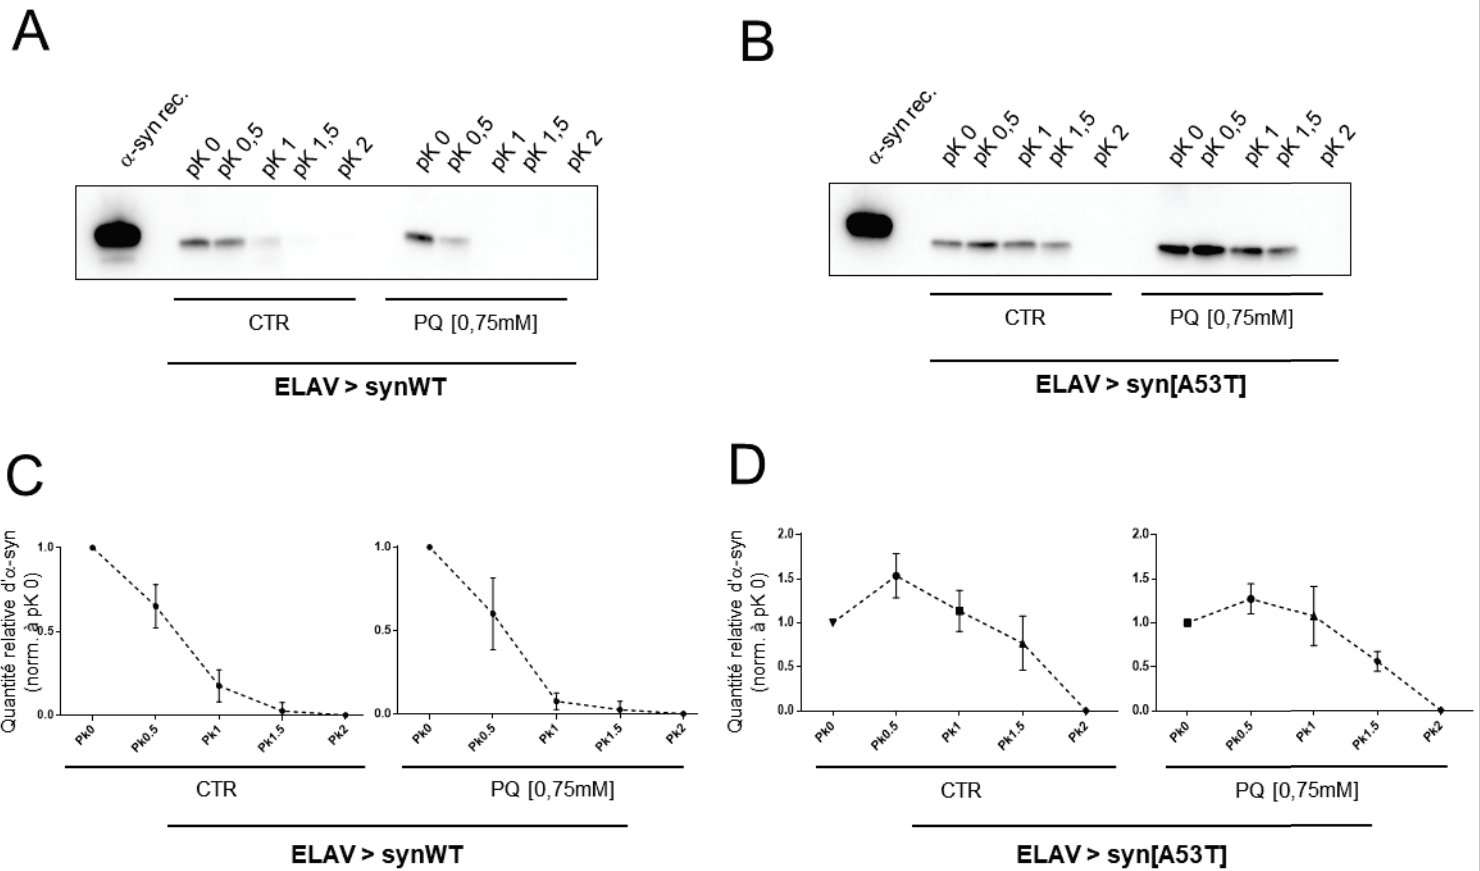 A
α-syn rec.
pK 0
pK 0,5
pK 1
pK 1,5
pK 2
pK 0
pK 0,5
pK 1
pK 1,5
pK 2
CTR
PQ [0,75mM]
ELAV > synWT
B
α-syn rec.
pK 0
pK 0,5
pK 1
pK 1,5
pK 2
pK 0
pK 0,5
pK 1
pK 1,5
pK 2
CTR
PQ [0,75mM]
ELAV > syn[A53T]
C
Quantité relative d'α-syn
(norm. à pK 0)
1.0
0.5
0.0
Pk0
Pk0.5
Pk1
Pk1.5
Pk2
CTR
1.0
0.5
0.0
Pk0
Pk0.5
Pk1
Pk1.5
Pk2
PQ [0,75mM]
ELAV > synWT
D
Quantité relative d'α-syn
(norm. à pK 0)
2.0
1.5
1.0
0.5
0.0
Pk0
Pk0.5
Pk1
Pk1.5
Pk2
CTR
2.0
1.5
1.0
0.5
0.0
Pk0
Pk0.5
Pk1
Pk1.5
Pk2
PQ [0,75mM]
ELAV > syn[A53T]